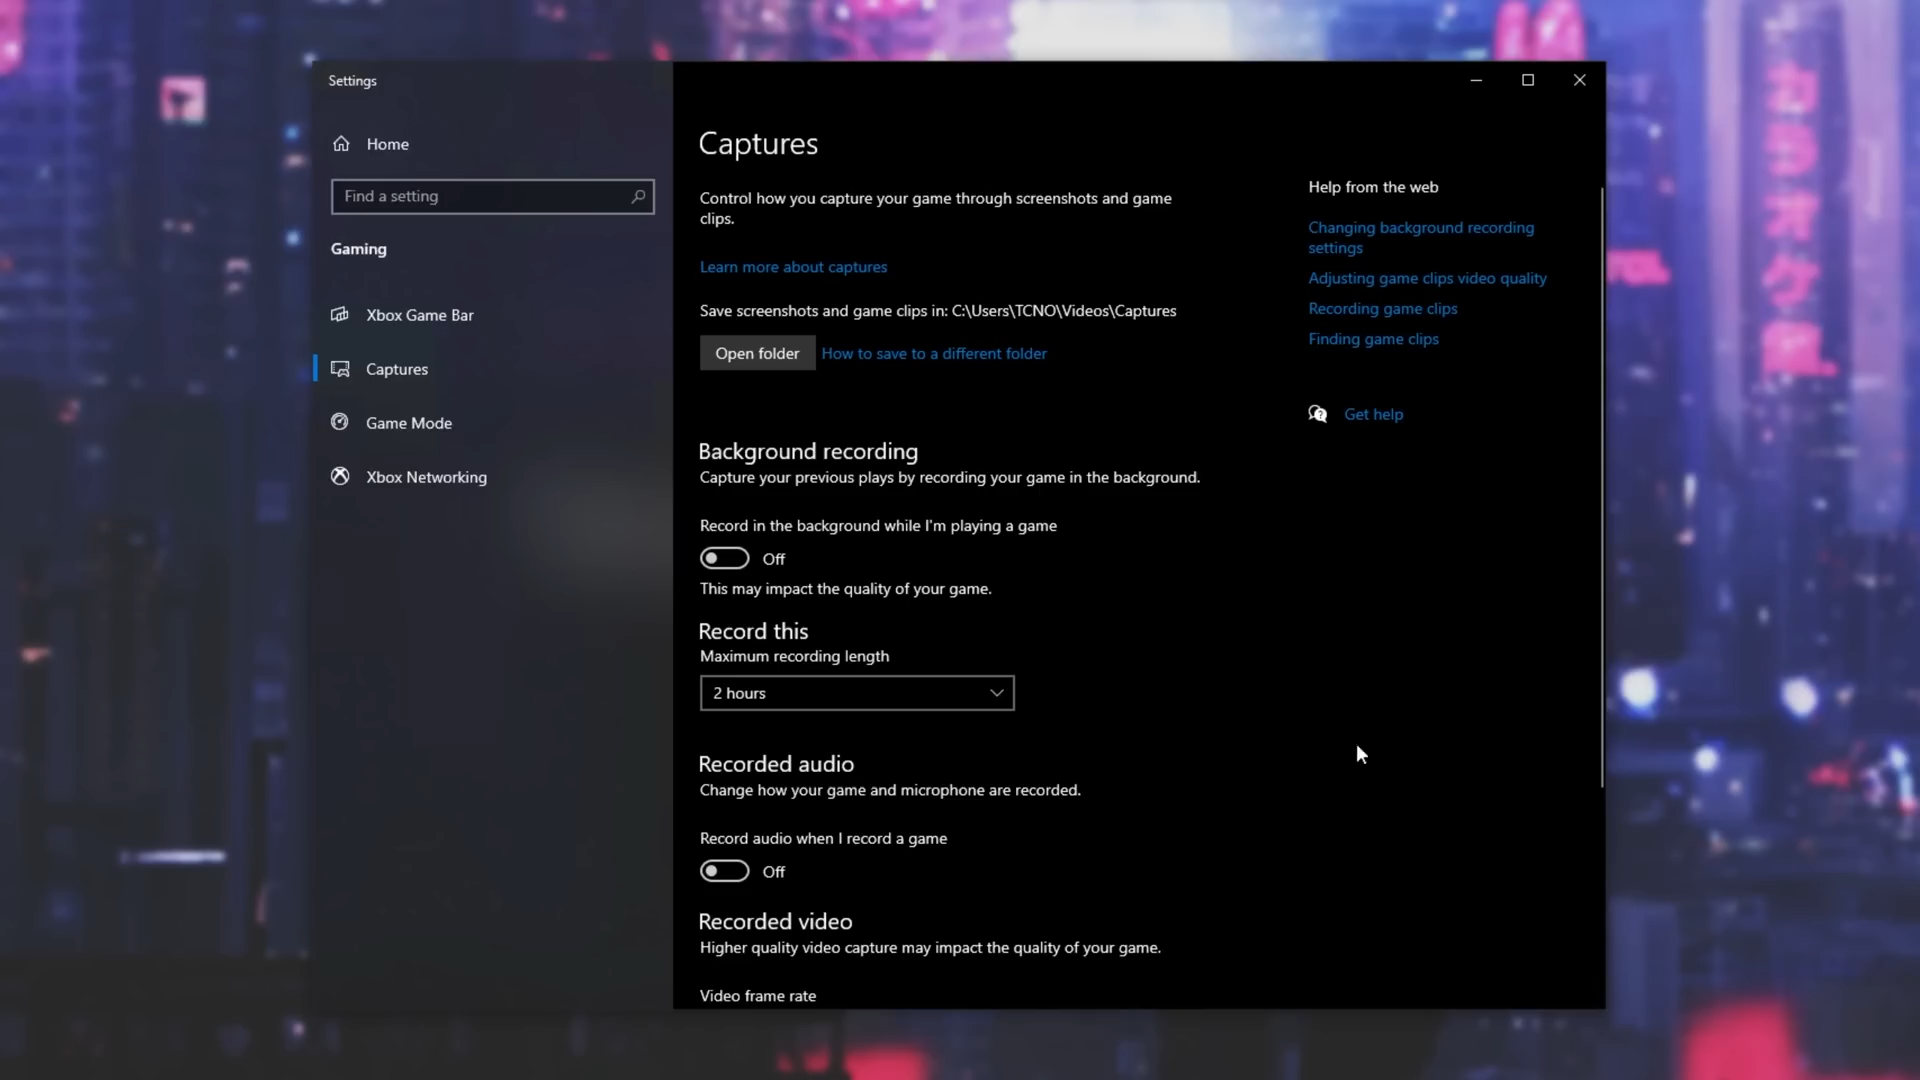 Settings
Home
Find a setting
Gaming
Xbox Game Bar
Captures
Game Mode
Xbox Networking
Captures
Control how you capture your game through screenshots and game
clips.
Learn more about captures
Save screenshots and game clips in: C:\Users\TCNO\Videos\Captures
Open folder
How to save to a different folder
Background recording
Capture your previous plays by recording your game in the background.
Record in the background while I'm playing a game
Off
This may impact the quality of your game.
Record this
Maximum recording length
2 hours
Recorded audio
Change how your game and microphone are recorded.
Record audio when I record a game
Off
Recorded video
Higher quality video capture may impact the quality of your game.
Video frame rate
Help from the web
Changing background recording
settings
Adjusting game clips video quality
Recording game clips
Finding game clips
Get help
カラオケ館